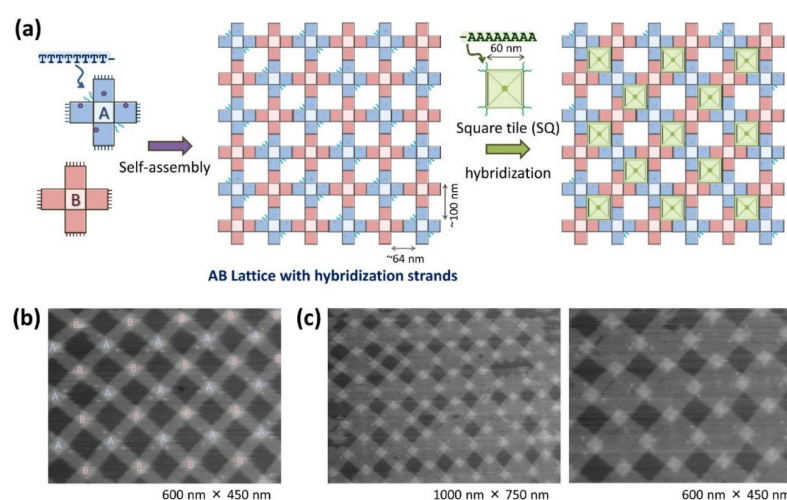 (a)
-AAAAAAAA
TTTTTTTT-
60 nm
A
Self-assembly
Square tile (SQ)
hybridization
B
~100 nm
~64 nm
AB Lattice with hybridization strands
(b)
(c)
B B B B
A A A A A
B B B B B
A A A A A
B B B B B
A A A A A
B B B B
A A A A
B B B B
600 nm × 450 nm
1000 nm × 750 nm
600 nm × 450 nm